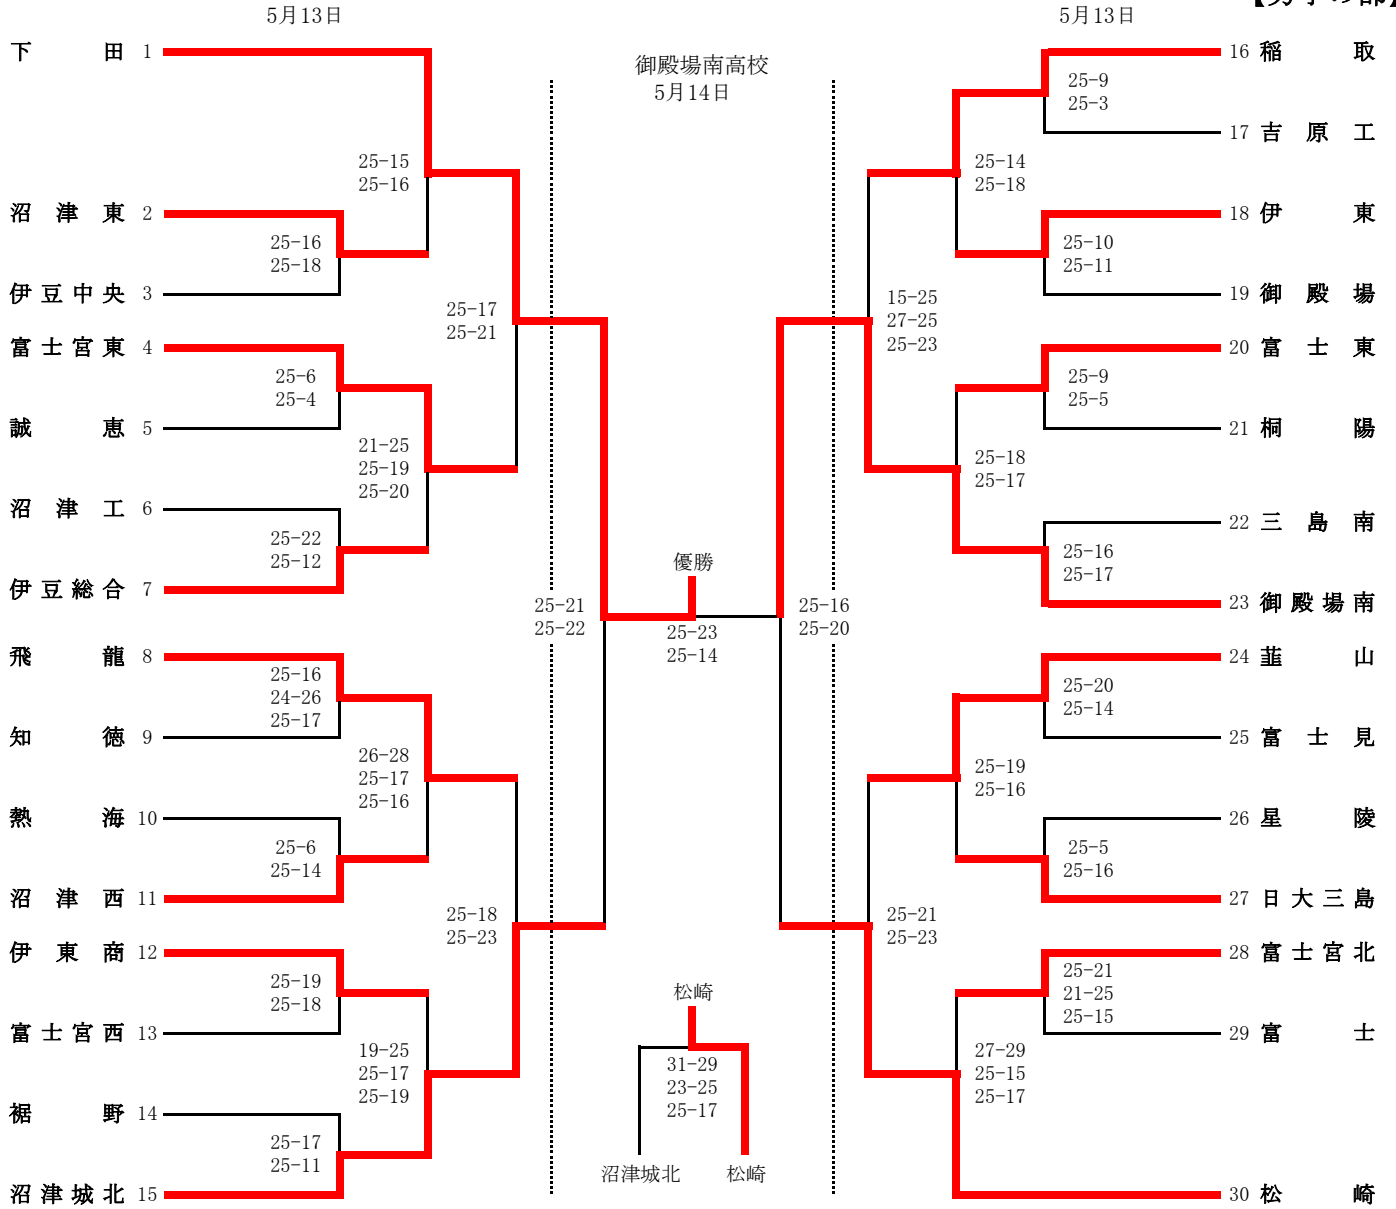 5月13日
5月13日
御殿場南高校
5月14日
下田 1
沼津東 2
伊豆中央 3
富士宮東 4
誠恵 5
沼津工 6
伊豆総合 7
飛龍 8
知徳 9
熱海 10
沼津西 11
伊東商 12
富士宮西 13
裾野 14
沼津城北 15
25-16
25-18
25-6
25-4
25-22
25-12
25-16
24-26
25-17
25-6
25-14
25-19
25-18
25-17
25-11
25-15
25-16
21-25
25-19
25-20
26-28
25-17
25-16
19-25
25-17
25-19
25-17
25-21
25-18
25-23
25-21
25-22
優勝
25-23
25-14
松崎
31-29
23-25
25-17
沼津城北
松崎
25-16
25-20
15-25
27-25
25-23
25-21
25-23
25-14
25-18
25-18
25-17
25-19
25-16
27-29
25-15
25-17
25-9
25-3
25-10
25-11
25-9
25-5
25-16
25-17
25-20
25-14
25-5
25-16
25-21
21-25
25-15
16 稲取
17 吉原工
18 伊東
19 御殿場
20 富士東
21 桐陽
22 三島南
23 御殿場南
24 韮山
25 富士見
26 星陵
27 日大三島
28 富士宮北
29 富士
30 松崎